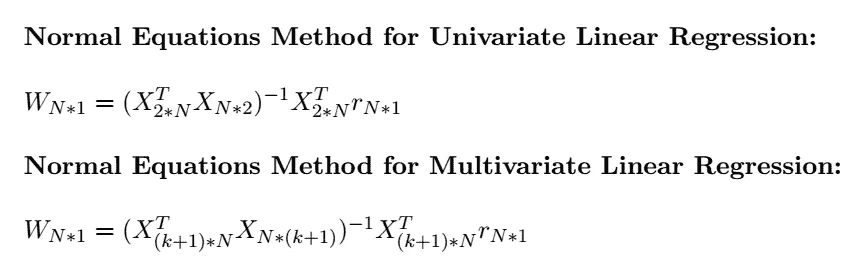 Normal Equations Method for Univariate Linear Regression:
$W_{N*1} = (X^T_{2*N} X_{N*2})^{-1} X^T_{2*N} r_{N*1}$
Normal Equations Method for Multivariate Linear Regression:
$W_{N*1} = (X^T_{(k+1)*N} X_{N*(k+1)})^{-1} X^T_{(k+1)*N} r_{N*1}$